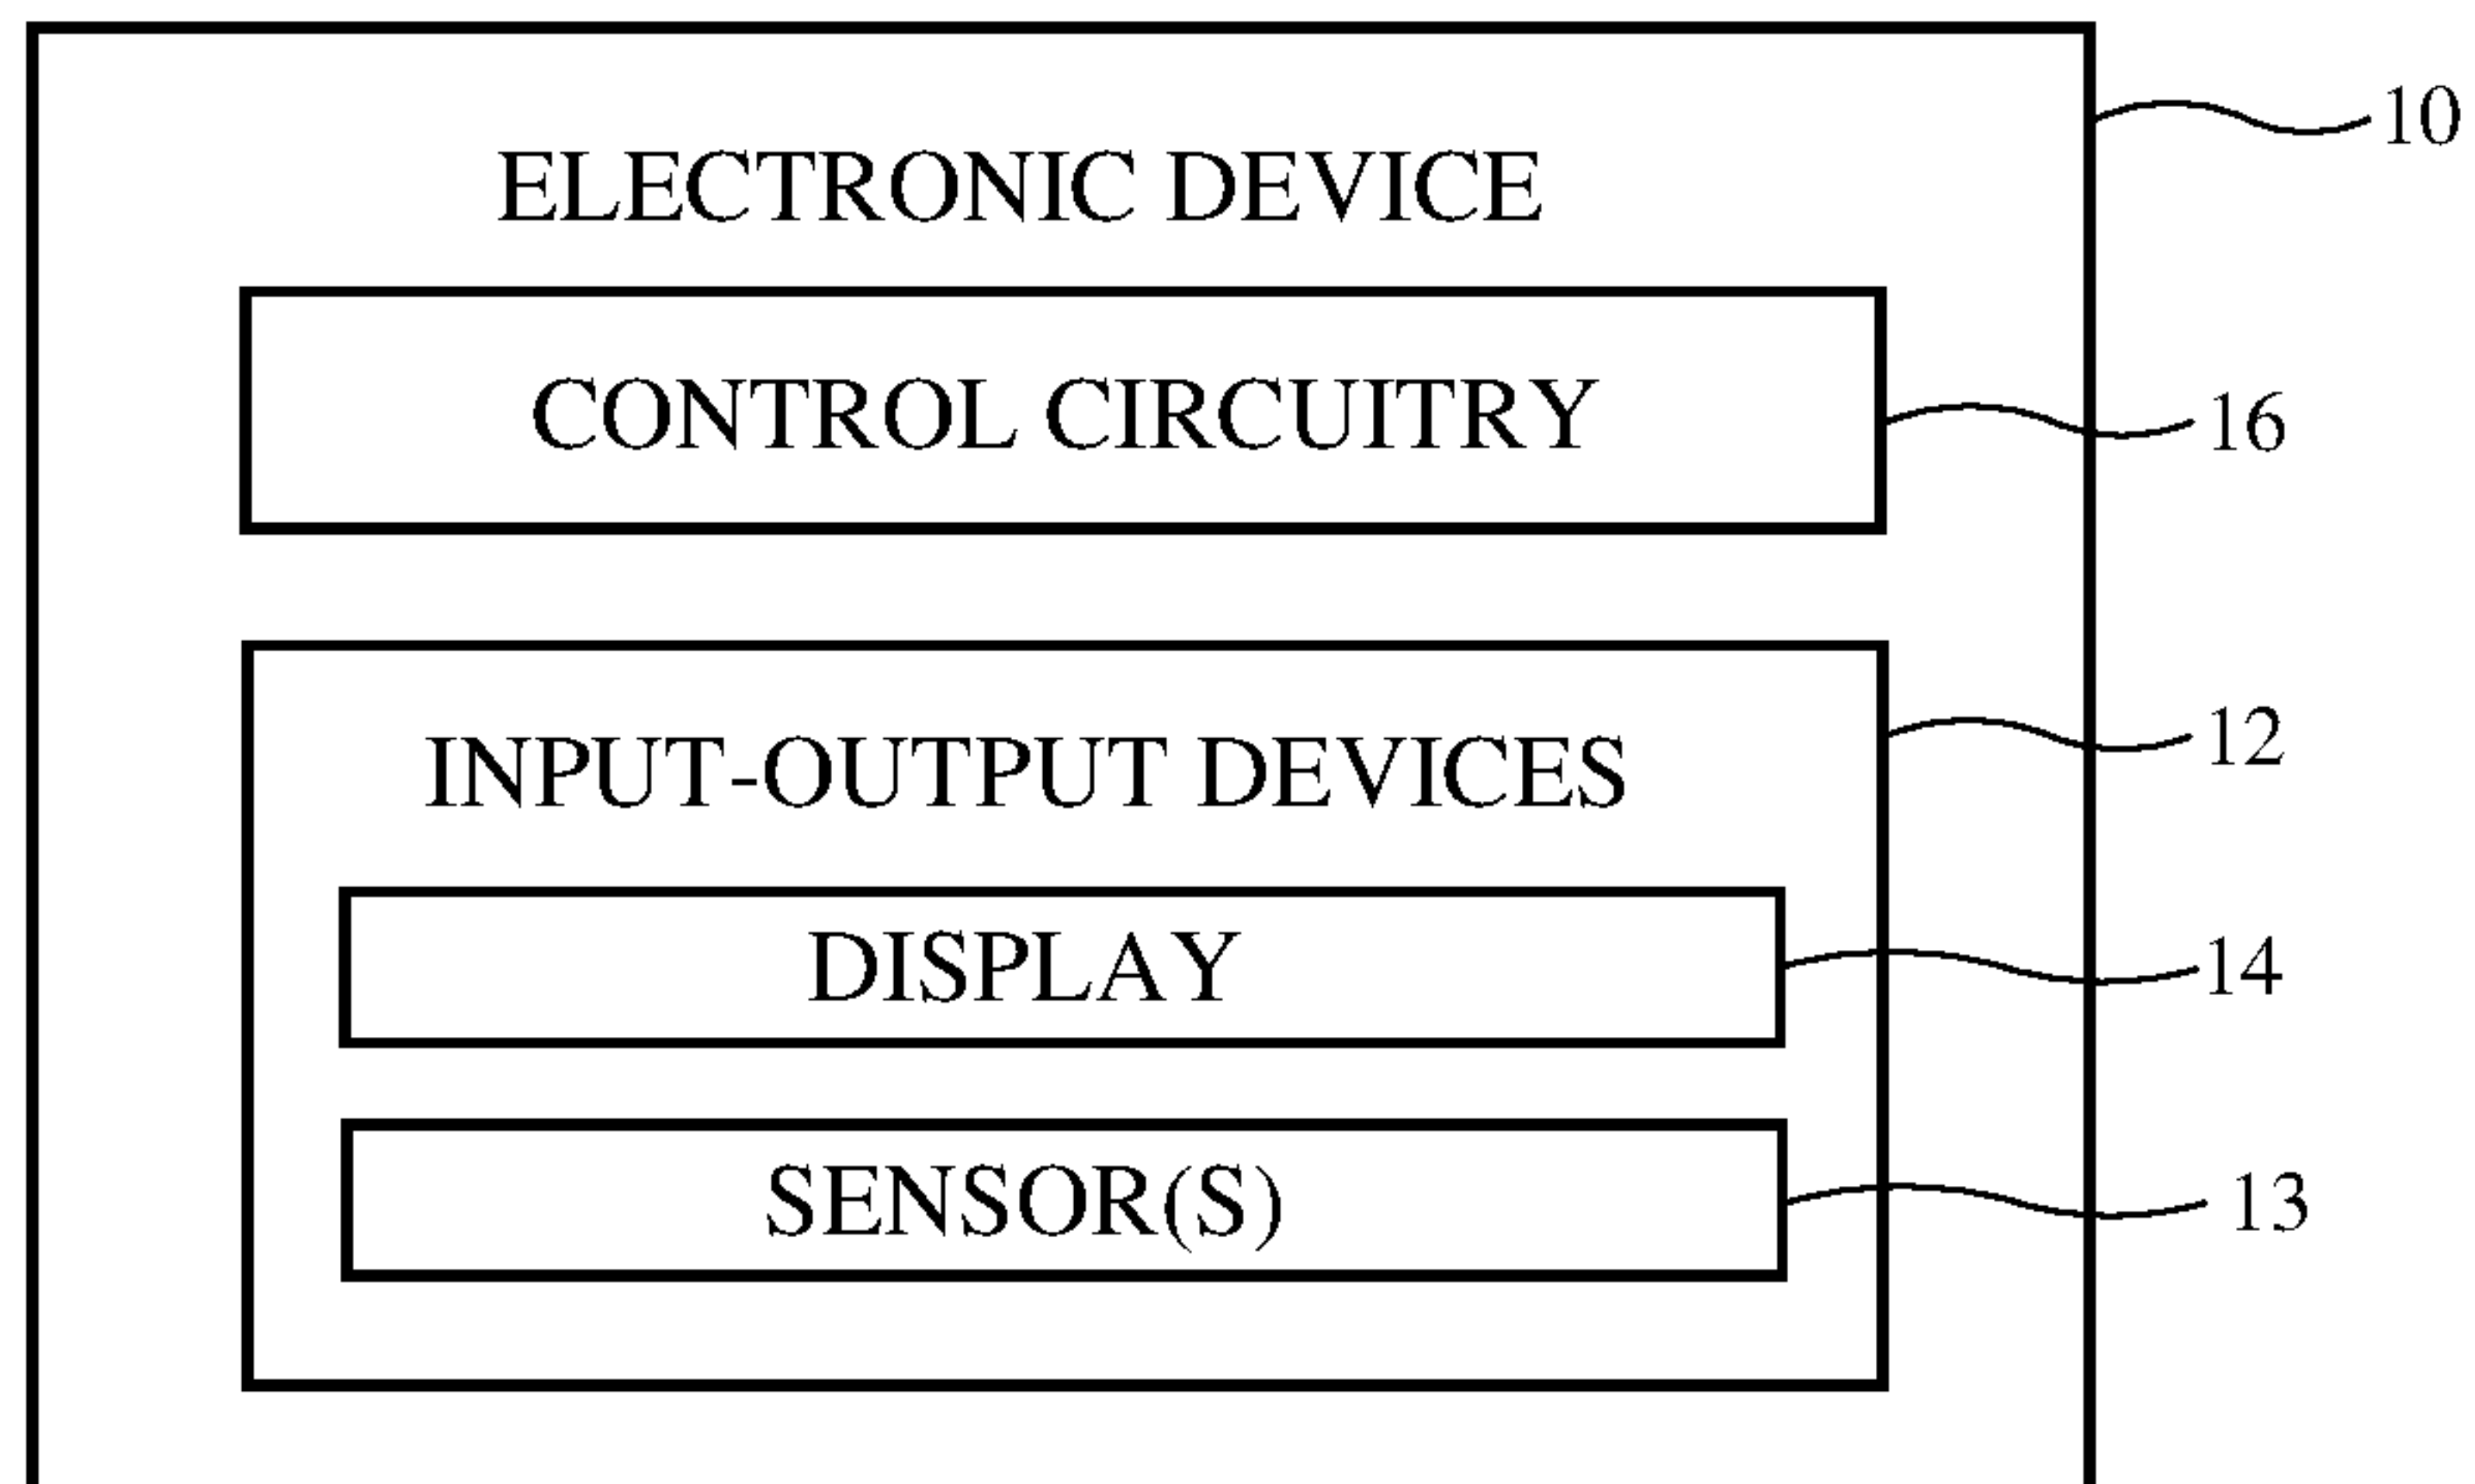 ELECTRONIC DEVICE
10
CONTROL CIRCUITRY
16
INPUT-OUTPUT DEVICES
12
DISPLAY
14
SENSOR(S)
13